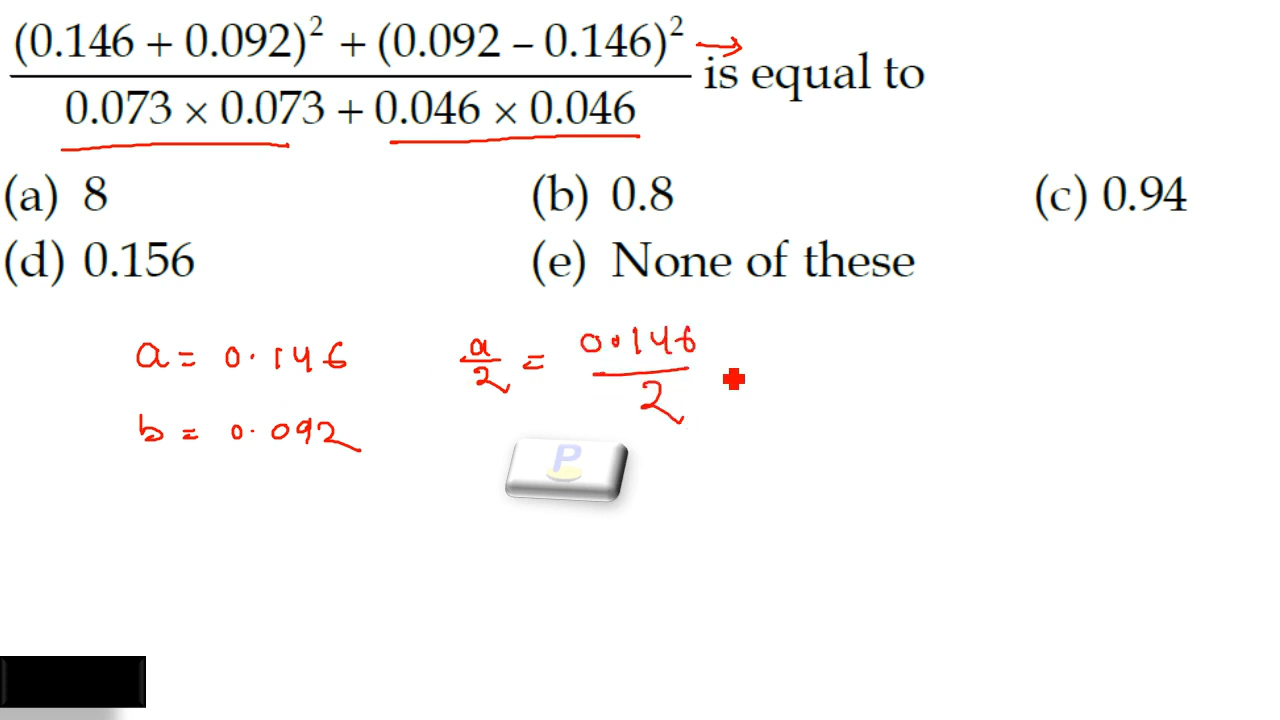 (0.146 + 0.092)² + (0.092 – 0.146)² →
0.073 × 0.073 + 0.046 × 0.046
is equal to
(a) 8 (b) 0.8 (c) 0.94
(d) 0.156 (e) None of these
a = 0.146 a/2 = 0.146/2
b = 0.092
P